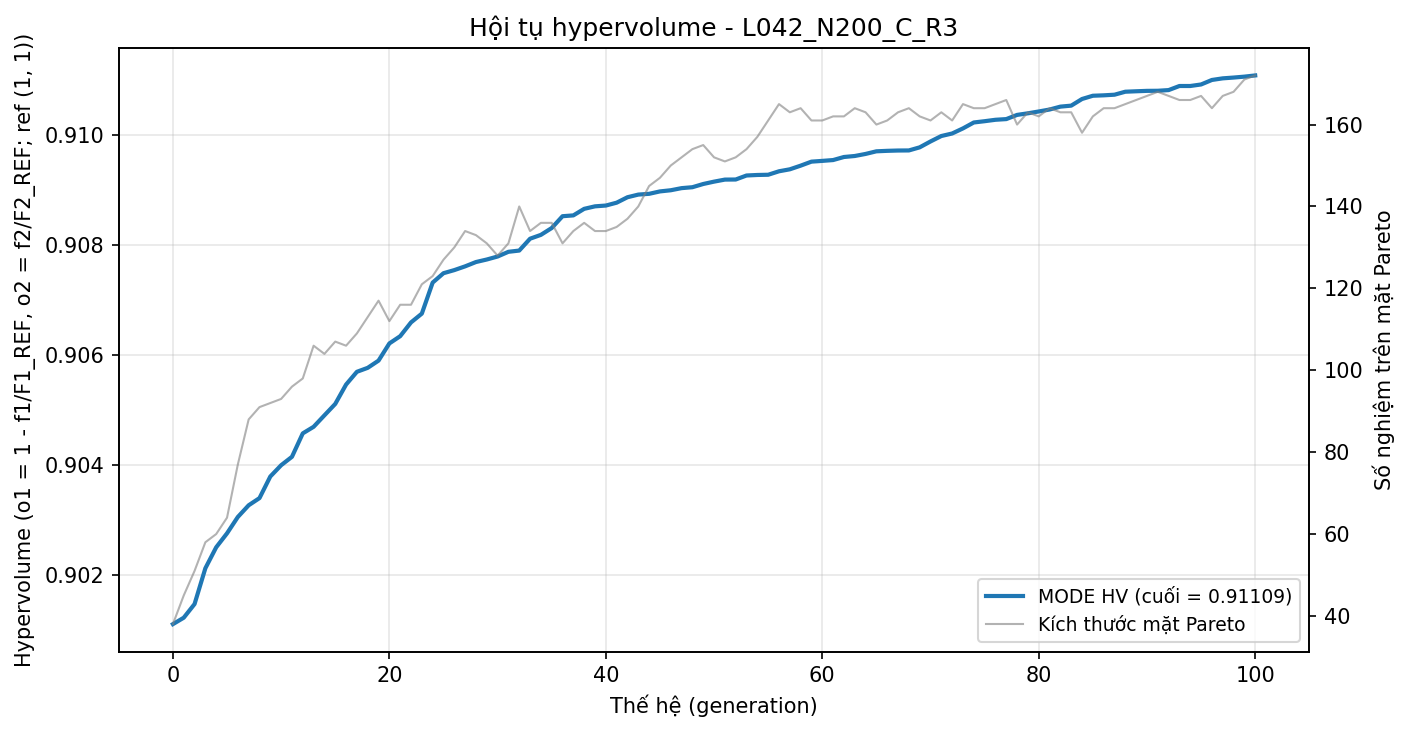 Hội tụ hypervolume - L042_N200_C_R3
Hypervolume (o1 = 1 - f1/F1_REF, o2 = f2/F2_REF; ref (1, 1))
0.910
0.908
0.906
0.904
0.902
160
140
120
100
80
60
40
Số nghiệm trên mặt Pareto
MODE HV (cuối = 0.91109)
Kích thước mặt Pareto
0 20 40 60 80 100
Thế hệ (generation)